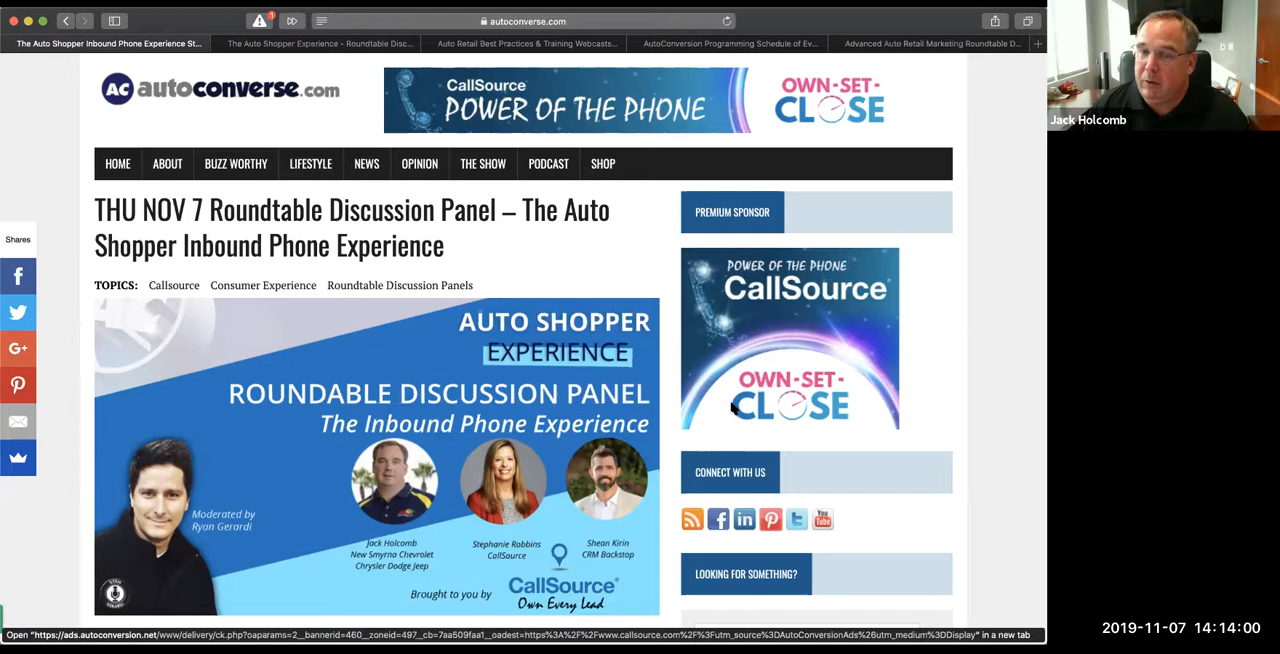 1
autoconverse.com
The Auto Shopper Inbound Phone Experience St...
The Auto Shopper Experience - Roundtable Disc...
Auto Retail Best Practices & Training Webcasts...
AutoConversion Programming Schedule of Ev...
Advanced Auto Retail Marketing Roundtable D...
Jack Holcomb
AC autoconverse.com
CallSource
POWER OF THE PHONE
OWN-SET-
CLOSE
HOME ABOUT BUZZ WORTHY LIFESTYLE NEWS OPINION THE SHOW PODCAST SHOP
THU NOV 7 Roundtable Discussion Panel – The Auto
Shopper Inbound Phone Experience
TOPICS: Callsource Consumer Experience Roundtable Discussion Panels
Shares
f
G+
AC
AUTO SHOPPER
EXPERIENCE
ROUNDABLE DISCUSSION PANEL
The Inbound Phone Experience
Moderated by
Ryan Gerardi
Jack Holcomb
New Smyrna Chevrolet
Chrysler Dodge Jeep
Stephanie Robbins
CallSource
Shean Kirin
CRM Backstop
Brought to you by
CallSource®
Own Every Lead
PREMIUM SPONSOR
POWER OF THE PHONE
CallSource®
OWN-SET-
CLOSE
CONNECT WITH US
f in t You Tube
LOOKING FOR SOMETHING?
Open "https://ads.autoconversion.net/www/delivery/ck.php?oaparams=2__bannerid=460__zoneid=497__cb=7aa509faa1__oadest=https%3A%2F%2Fwww.callsource.com%2F%3Futm_source%3DAutoConversionAds%26utm_medium%3DDisplay" in a new tab
2019-11-07 14:14:00